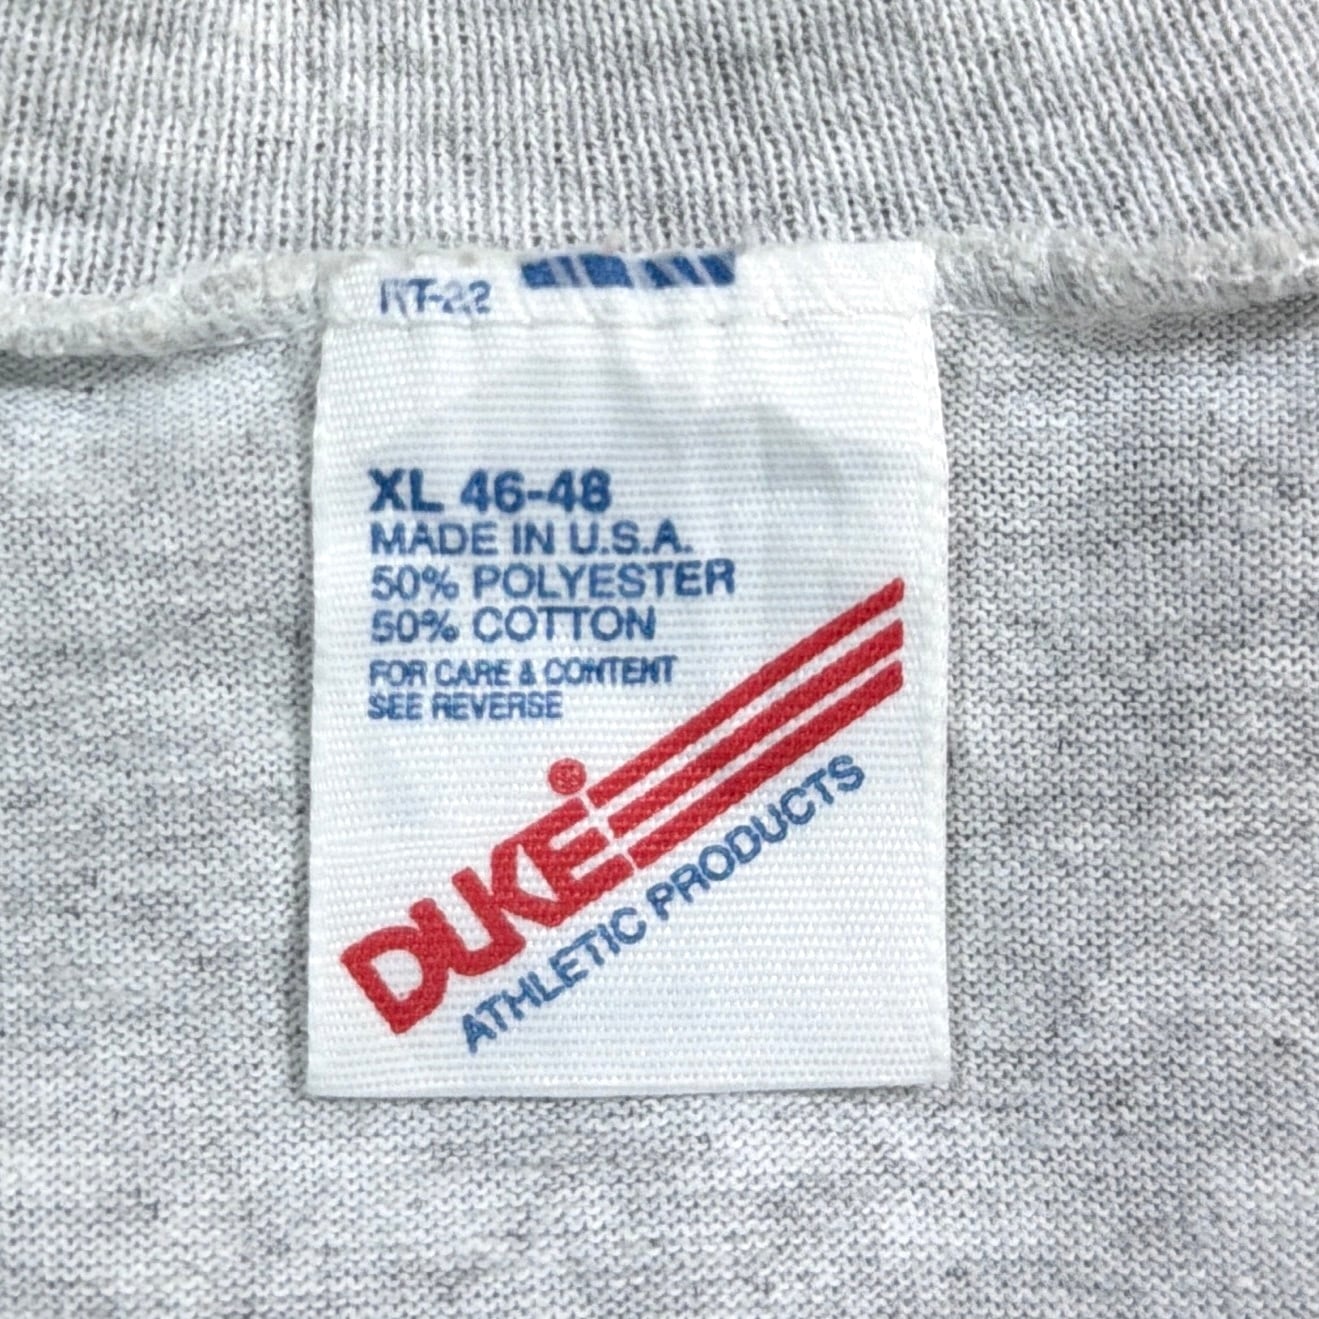 RT-22
XL 46-48
MADE IN U.S.A.
50% POLYESTER
50% COTTON
FOR CARE & CONTENT
SEE REVERSE
DUKE
ATHLETIC PRODUCTS